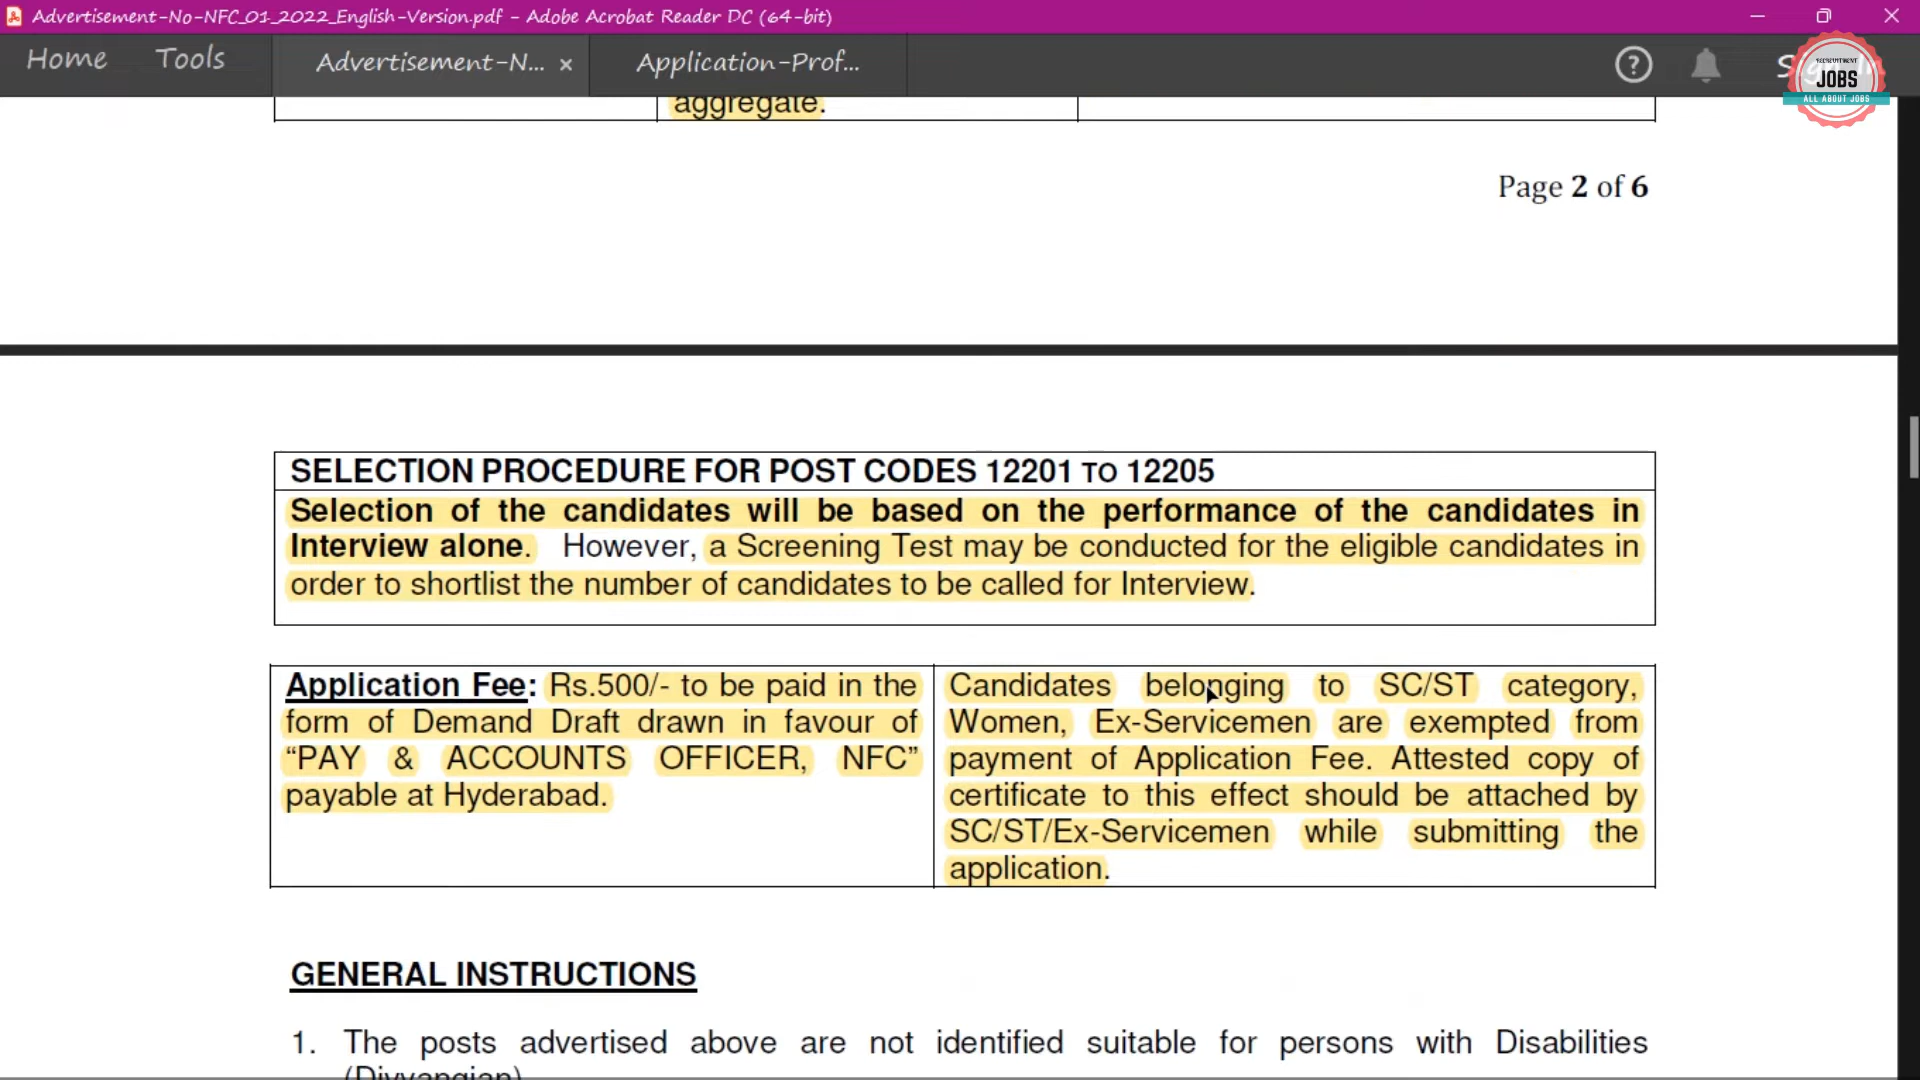 Advertisement-No-NFC_01_2022_English-Version.pdf - Adobe Acrobat Reader DC (64-bit)
Home Tools Advertisement-N... × Application-Prof... ?
RECRUITMENT
JOBS
ALL ABOUT JOBS
aggregate.
Page 2 of 6
SELECTION PROCEDURE FOR POST CODES 12201 TO 12205
Selection of the candidates will be based on the performance of the candidates in
Interview alone. However, a Screening Test may be conducted for the eligible candidates in
order to shortlist the number of candidates to be called for Interview.
Application Fee: Rs.500/- to be paid in the
form of Demand Draft drawn in favour of
“PAY & ACCOUNTS OFFICER, NFC”
payable at Hyderabad.
Candidates belonging to SC/ST category,
Women, Ex-Servicemen are exempted from
payment of Application Fee. Attested copy of
certificate to this effect should be attached by
SC/ST/Ex-Servicemen while submitting the
application.
GENERAL INSTRUCTIONS
1. The posts advertised above are not identified suitable for persons with Disabilities
(Divyangjan)